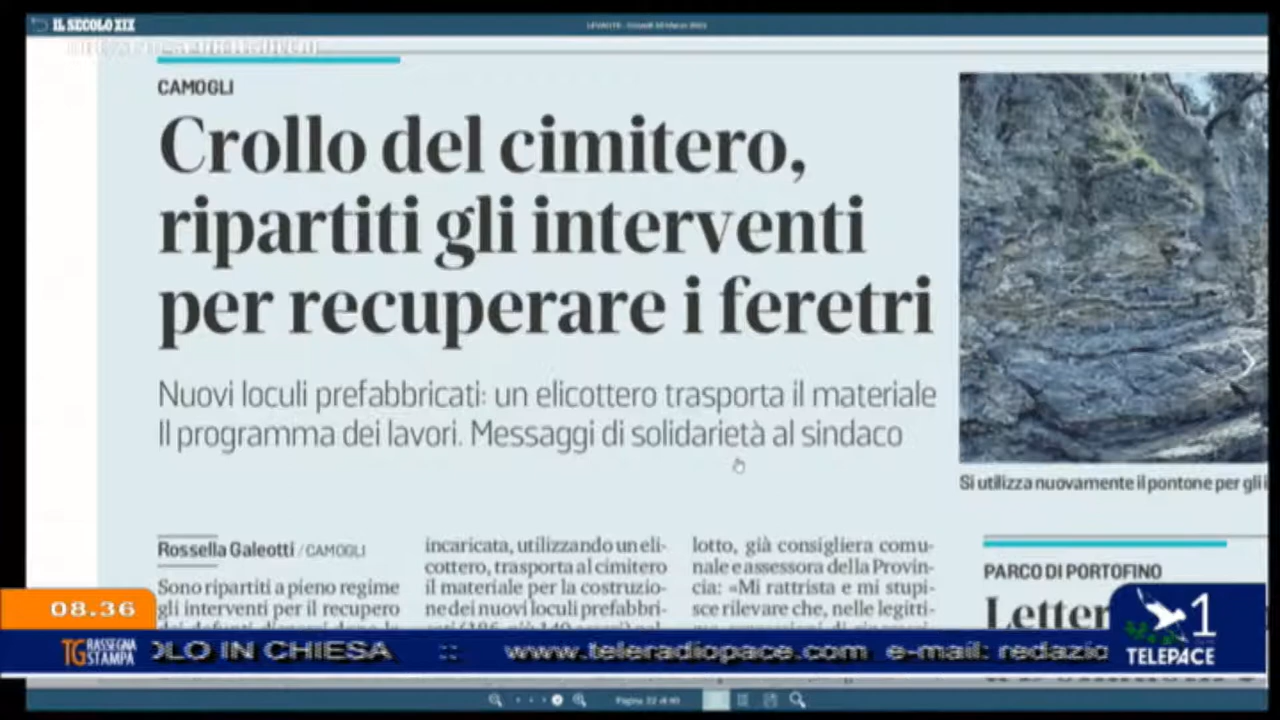 IL SECOLO XIX
CAMOGLI
Crollo del cimitero,
ripartiti gli interventi
per recuperare i feretri
Nuovi loculi prefabbricati: un elicottero trasporta il materiale
Il programma dei lavori. Messaggi di solidarietà al sindaco
Si utilizza nuovamente il pontone per gli i
Rossella Galeotti / CAMOGLI
Sono ripartiti a pieno regime
gli interventi per il recupero
incaricata, utilizzando un eli-
cottero, trasporta al cimitero
il materiale per la costruzio-
ne dei nuovi loculi prefabbri-
lotto, già consigliera comu-
nale e assessora della Provin-
cia: «Mi rattrista e mi stupi-
sce rilevare che, nelle legitti-
PARCO DI PORTOFINO
Letter
08.36
TG RASSEGNA STAMPA
OLO IN CHIESA :: www.teleradiopace.com e-mail: redazio
1
TELEPACE